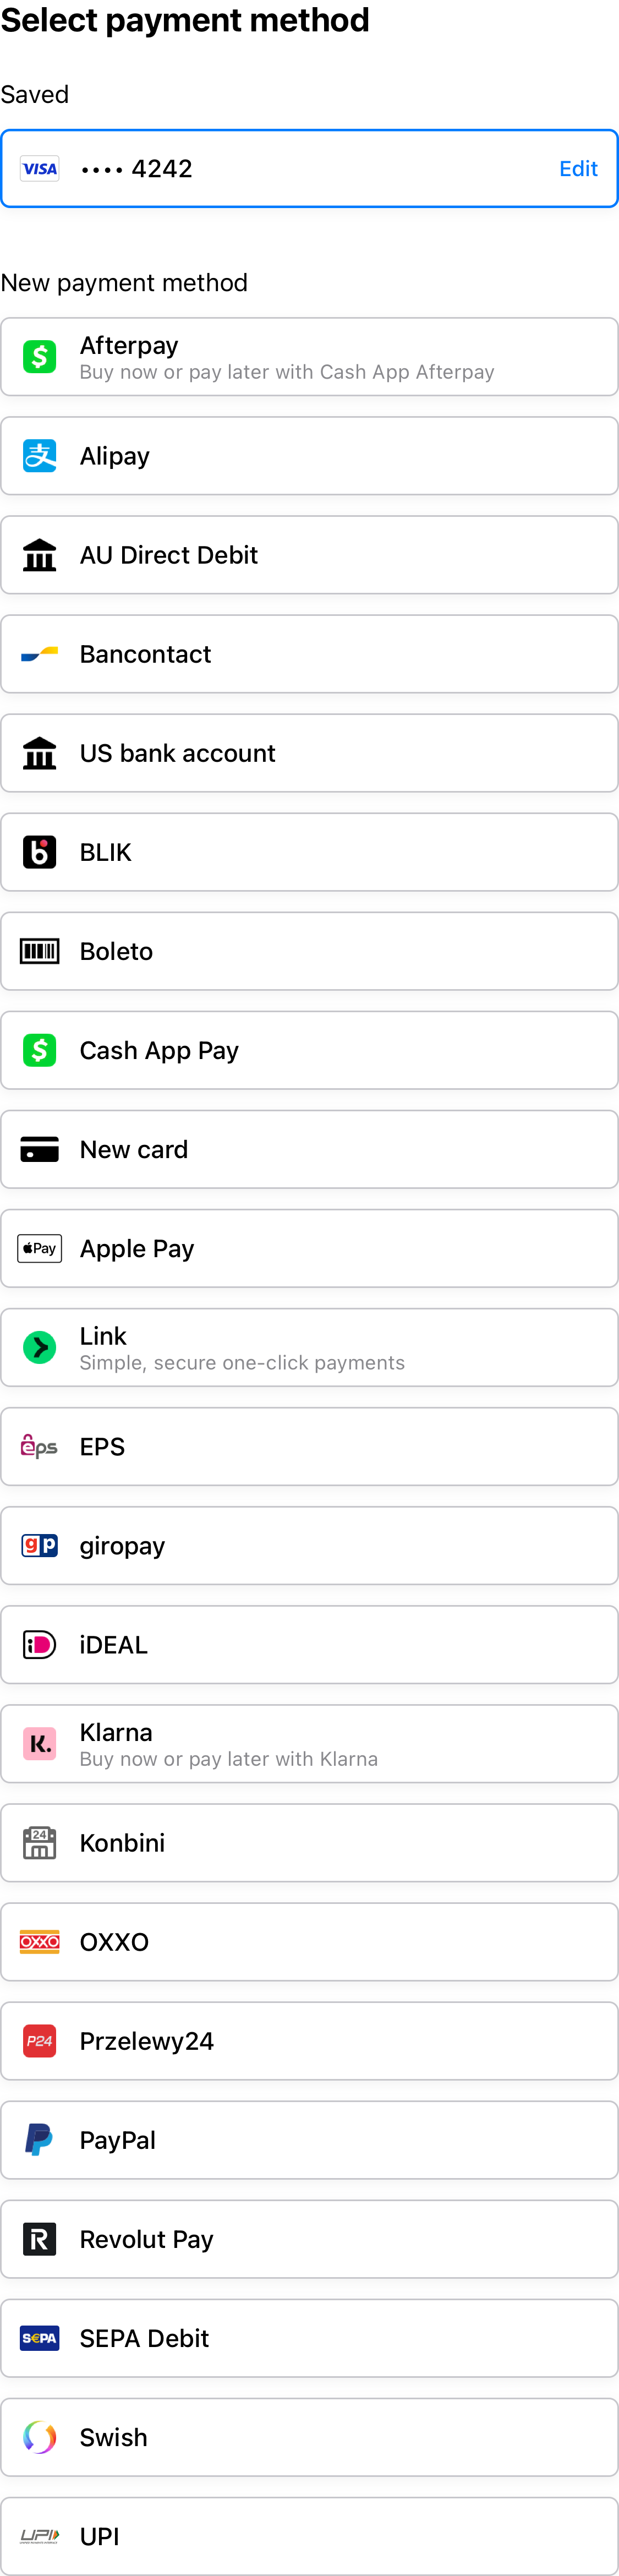 Select payment method
Saved
VISA •••• 4242 Edit
New payment method
Afterpay
Buy now or pay later with Cash App Afterpay
支 Alipay
AU Direct Debit
Bancontact
US bank account
b BLIK
Boleto
$ Cash App Pay
New card
Pay Apple Pay
Link
Simple, secure one-click payments
eps EPS
gp giropay
iD iDEAL
Klarna
K.
Buy now or pay later with Klarna
24 Konbini
OXXO OXXO
P24 Przelewy24
P PayPal
R Revolut Pay
S€PA SEPA Debit
Swish
UPI UPI